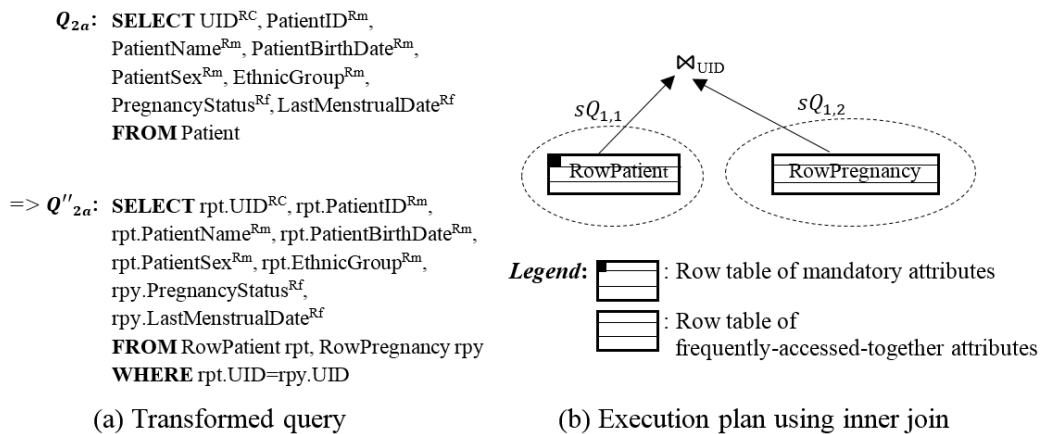 Q₂ₐ: SELECT UIDᴿᶜ, PatientIDᴿᵐ,
PatientNameᴿᵐ, PatientBirthDateᴿᵐ,
PatientSexᴿᵐ, EthnicGroupᴿᵐ,
PregnancyStatusᴿᶠ, LastMenstrualDateᴿᶠ
FROM Patient
=> Q''₂ₐ: SELECT rpt.UIDᴿᶜ, rpt.PatientIDᴿᵐ,
rpt.PatientNameᴿᵐ, rpt.PatientBirthDateᴿᵐ,
rpt.PatientSexᴿᵐ, rpt.EthnicGroupᴿᵐ,
rpy.PregnancyStatusᴿᶠ,
rpy.LastMenstrualDateᴿᶠ
FROM RowPatient rpt, RowPregnancy rpy
WHERE rpt.UID=rpy.UID
(a) Transformed query
⋈UID
sQ₁,₁
sQ₁,₂
RowPatient
RowPregnancy
Legend: : Row table of mandatory attributes
: Row table of
frequently-accessed-together attributes
(b) Execution plan using inner join